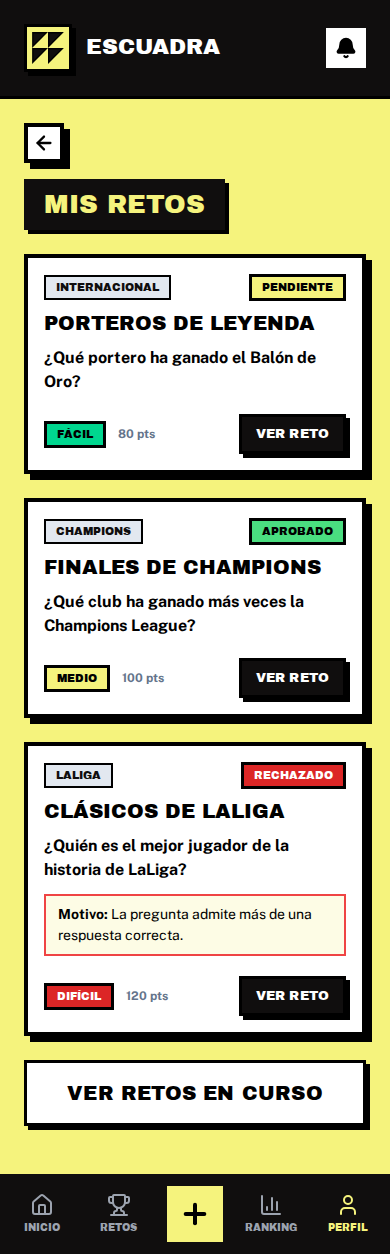 ESCUADRA
MIS RETOS
INTERNACIONAL
PENDIENTE
PORTEROS DE LEYENDA
¿Qué portero ha ganado el Balón de
Oro?
FÁCIL
80 pts
VER RETO
CHAMPIONS
APROBADO
FINALES DE CHAMPIONS
¿Qué club ha ganado más veces la
Champions League?
MEDIO
100 pts
VER RETO
LALIGA
RECHAZADO
CLÁSICOS DE LALIGA
¿Quién es el mejor jugador de la
historia de LaLiga?
Motivo: La pregunta admite más de una
respuesta correcta.
DIFÍCIL
120 pts
VER RETO
VER RETOS EN CURSO
INICIO
RETOS
RANKING
PERFIL